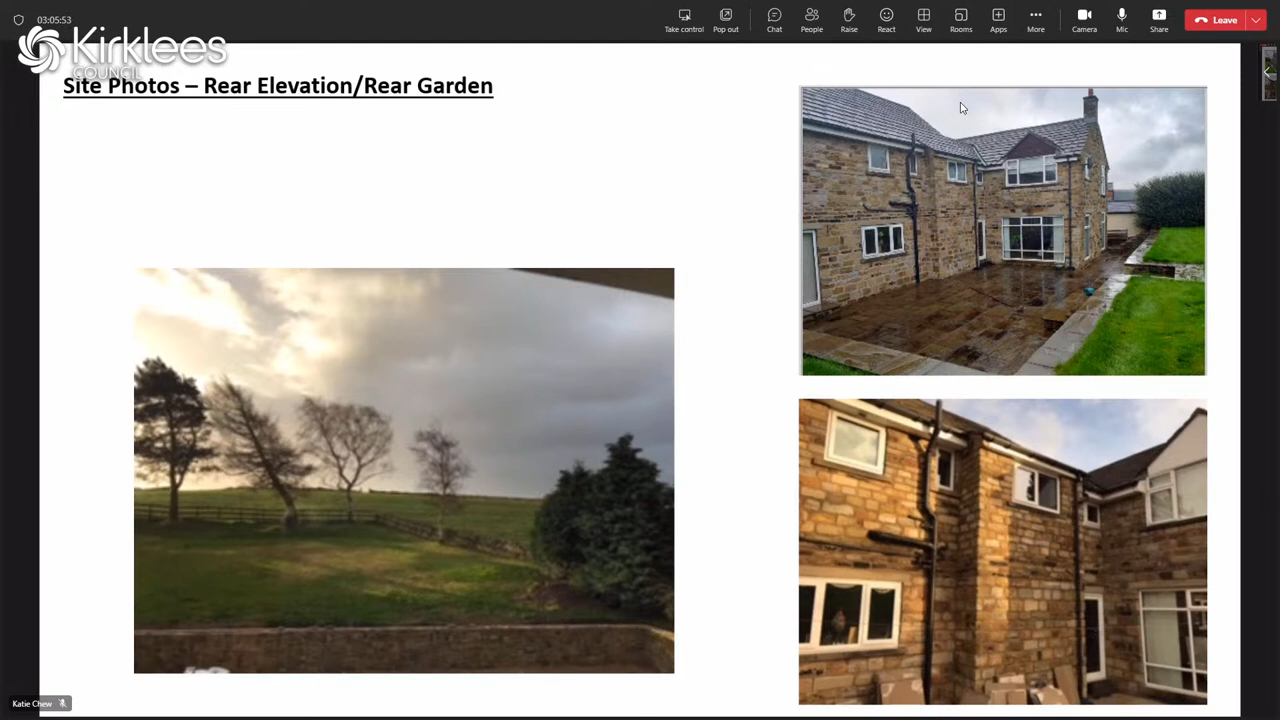 03:05:53
Take control
Pop out
Chat
People
Raise
React
View
Rooms
Apps
More
Camera
Mic
Share
Leave
Kirklees
COUNCIL
Site Photos – Rear Elevation/Rear Garden
Katie Chew